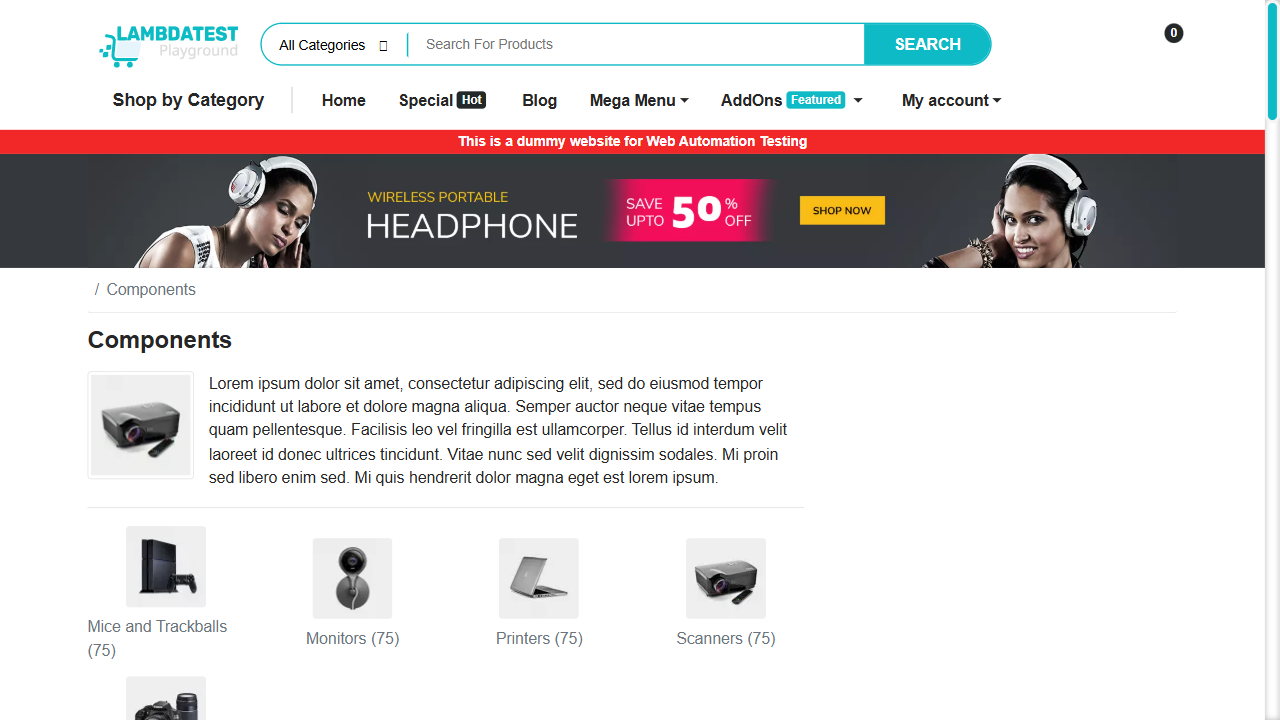 LAMBDATEST
Playground
All Categories
Search For Products
SEARCH
0
Shop by Category
Home
Special Hot
Blog
Mega Menu
AddOns Featured
My account
This is a dummy website for Web Automation Testing
WIRELESS PORTABLE
HEADPHONE
SAVE UPTO 50% OFF
SHOP NOW
/ Components
Components
Lorem ipsum dolor sit amet, consectetur adipiscing elit, sed do eiusmod tempor
incididunt ut labore et dolore magna aliqua. Semper auctor neque vitae tempus
quam pellentesque. Facilisis leo vel fringilla est ullamcorper. Tellus id interdum velit
laoreet id donec ultrices tincidunt. Vitae nunc sed velit dignissim sodales. Mi proin
sed libero enim sed. Mi quis hendrerit dolor magna eget est lorem ipsum.
Mice and Trackballs
(75)
Monitors (75)
Printers (75)
Scanners (75)